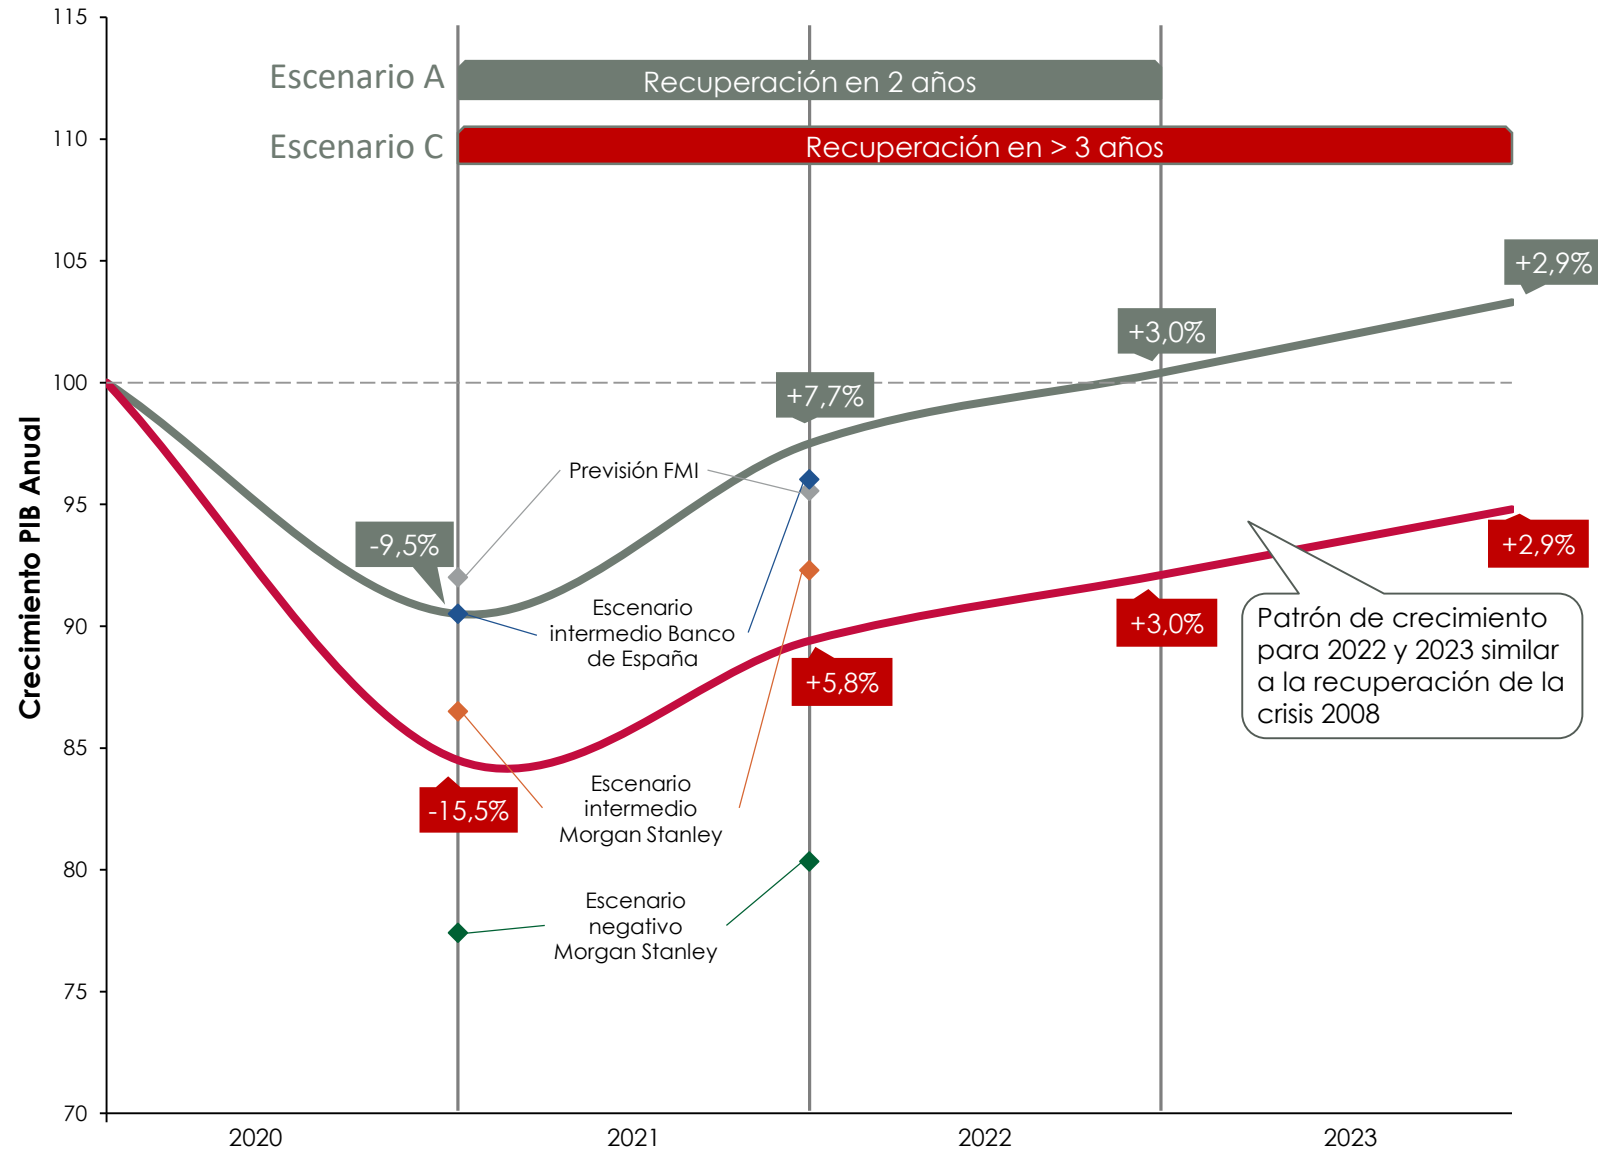 115
Escenario A
Recuperación en 2 años
110
Escenario C
Recuperación en > 3 años
105
+2,9%
+3,0%
100
+7,7%
Crecimiento PIB Anual
Previsión FMI
95
-9,5%
+2,9%
Escenario
intermedio Banco
de España
90
+3,0%
Patrón de crecimiento
para 2022 y 2023 similar
a la recuperación de la
crisis 2008
+5,8%
85
-15,5%
Escenario
intermedio
Morgan Stanley
80
Escenario
negativo
Morgan Stanley
75
70
2020
2021
2022
2023